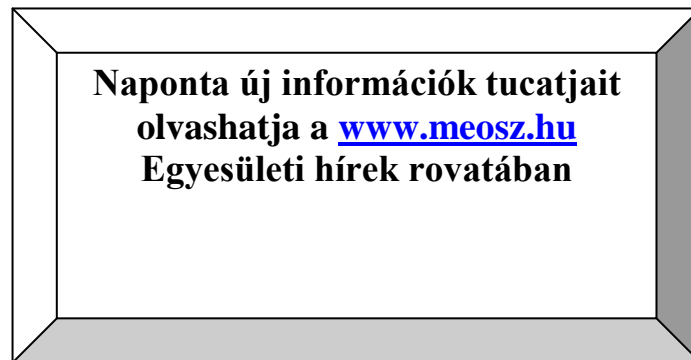 Naponta új információk tucatjait
olvashatja a www.meosz.hu
Egyesületi hírek rovatában